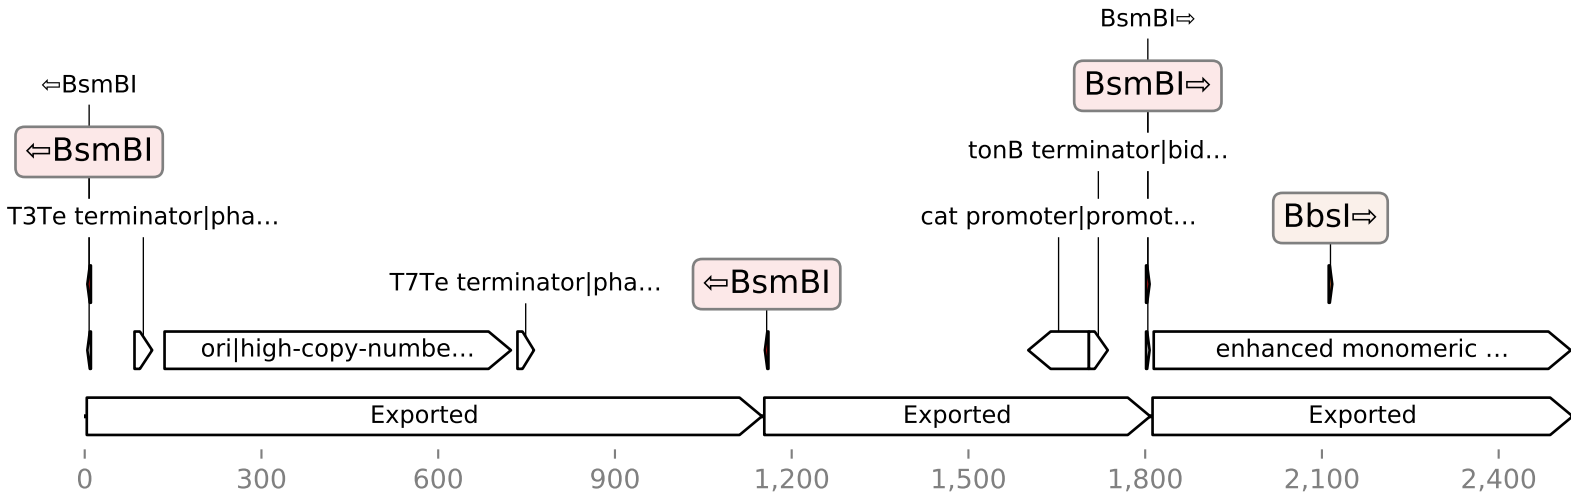 BsmBI⇨
⇦BsmBI
BsmBI⇨
⇦BsmBI
tonB terminator|bid…
T3Te terminator|pha…
cat promoter|promot…
BbsI⇨
T7Te terminator|pha…
⇦BsmBI
ori|high-copy-numbe…
enhanced monomeric …
Exported
Exported
Exported
0 300 600 900 1,200 1,500 1,800 2,100 2,400